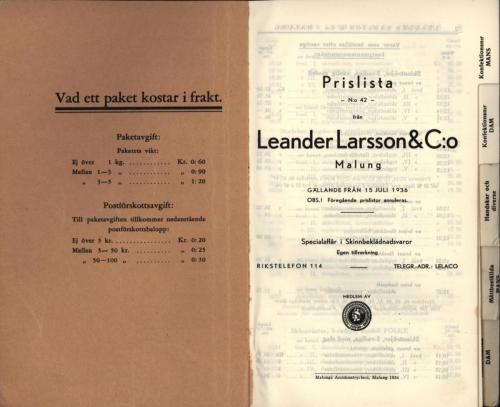 Vad ett paket kostar i frakt.
Paketavgift:
Pakets vikt:
Ej över 1 kg. ........... Kr. 0:60
Mellan 1—3 „ ........... „ 0:90
„ 3—5 „ ........... „ 1:20
Postförskottsavgift:
Till paketavgiften tillkommer nedanstående
postförskottsbelopp:
Ej över 5 kr. ........... Kr. 0:20
Mellan 5— 50 kr. ........... „ 0:25
„ 50—100 „ ........... „ 0:30
Prislista
— N:o 42 —
från
Leander Larsson & C:o
Malung
GÄLLANDE FRÅN 15 JULI 1936
OBS.! Föregående prislistor annuleras.
Specialaffär i Skinnbeklädnadsvaror
Egen tillverkning.
RIKSTELEFON 114
TELEGR.-ADR.: LELACO
MEDLEM AV
Malungs Accidenstryckeri, Malung 1936
Konfektionsnr
MANS
Konfektionsnr
DAM
Handskar och
diverse
Måttbeställda
MANS
DAM